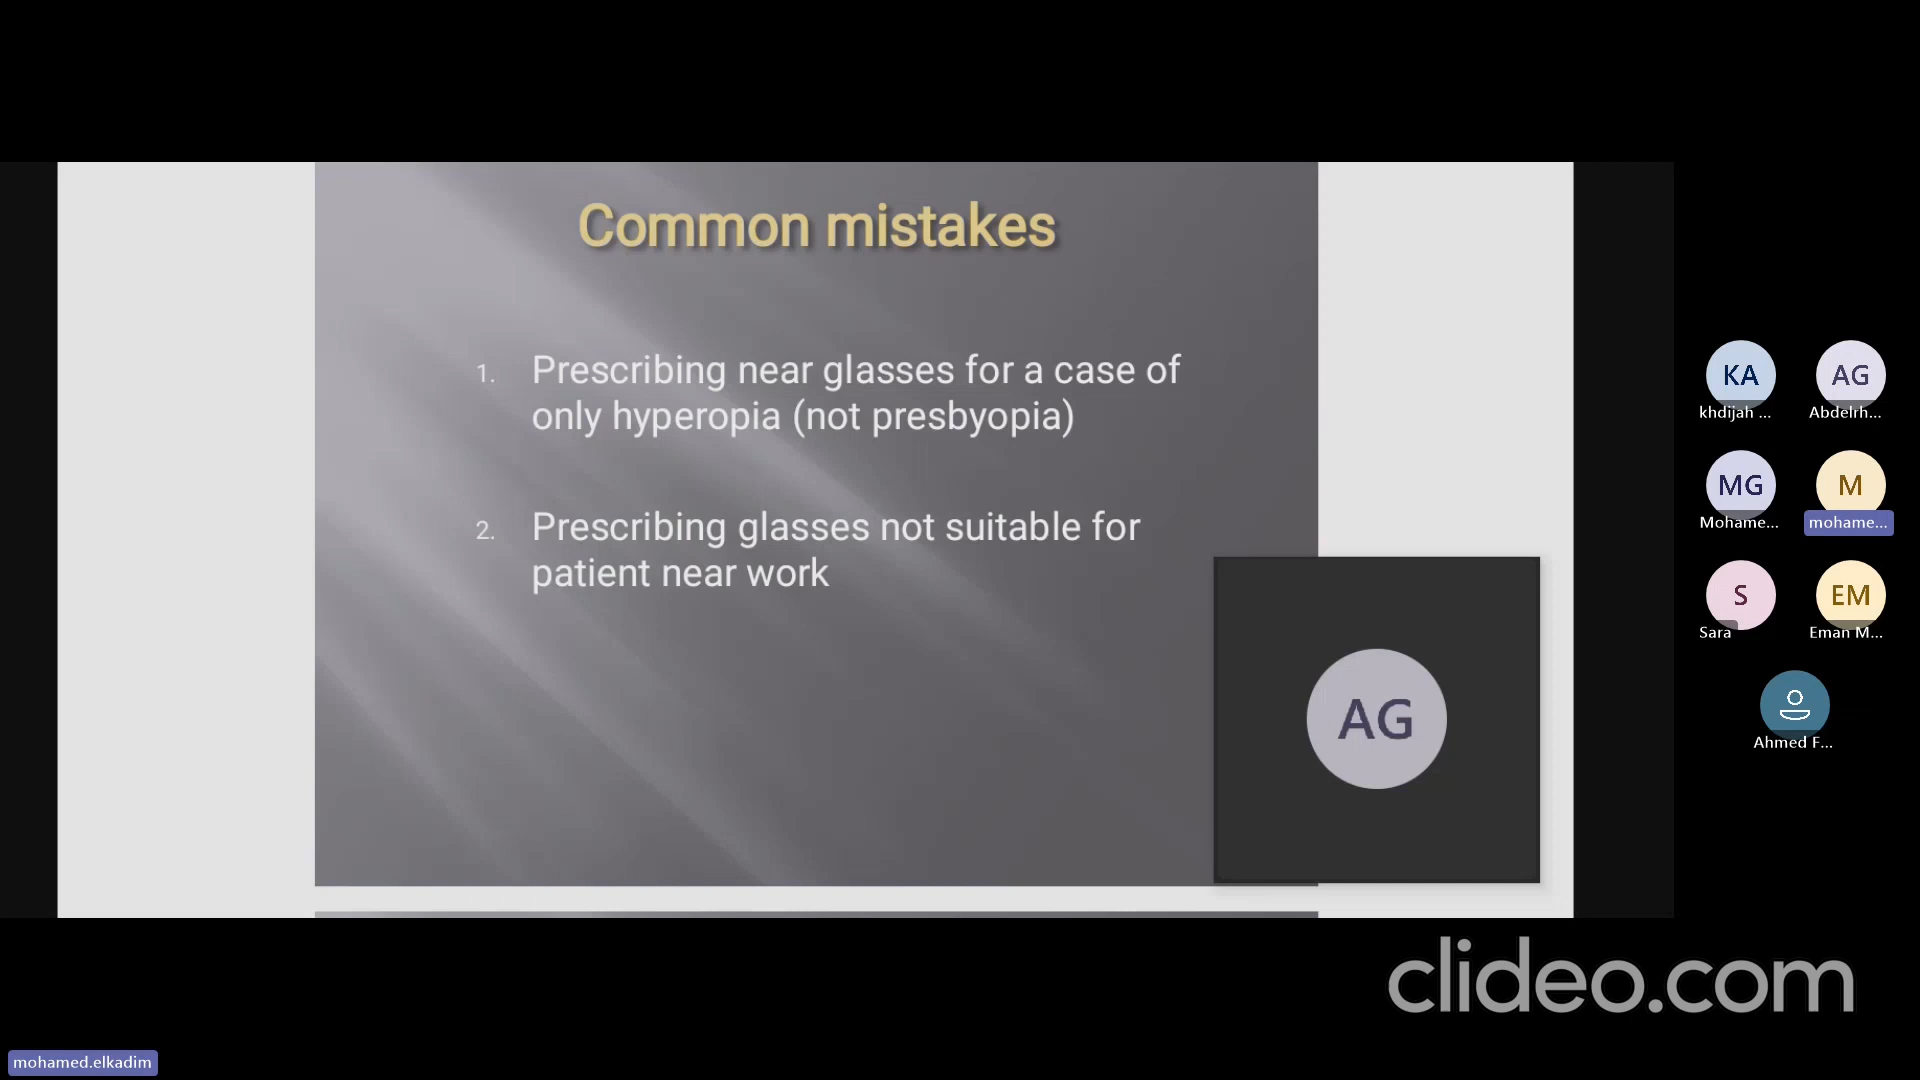 Common mistakes
1. Prescribing near glasses for a case of
only hyperopia (not presbyopia)
2. Prescribing glasses not suitable for
patient near work
AG
KA
AG
khdijah ...
Abdelrh...
MG
M
Mohame...
mohame...
S
EM
Sara
Eman M...
Ahmed F...
clideo.com
mohamed.elkadim